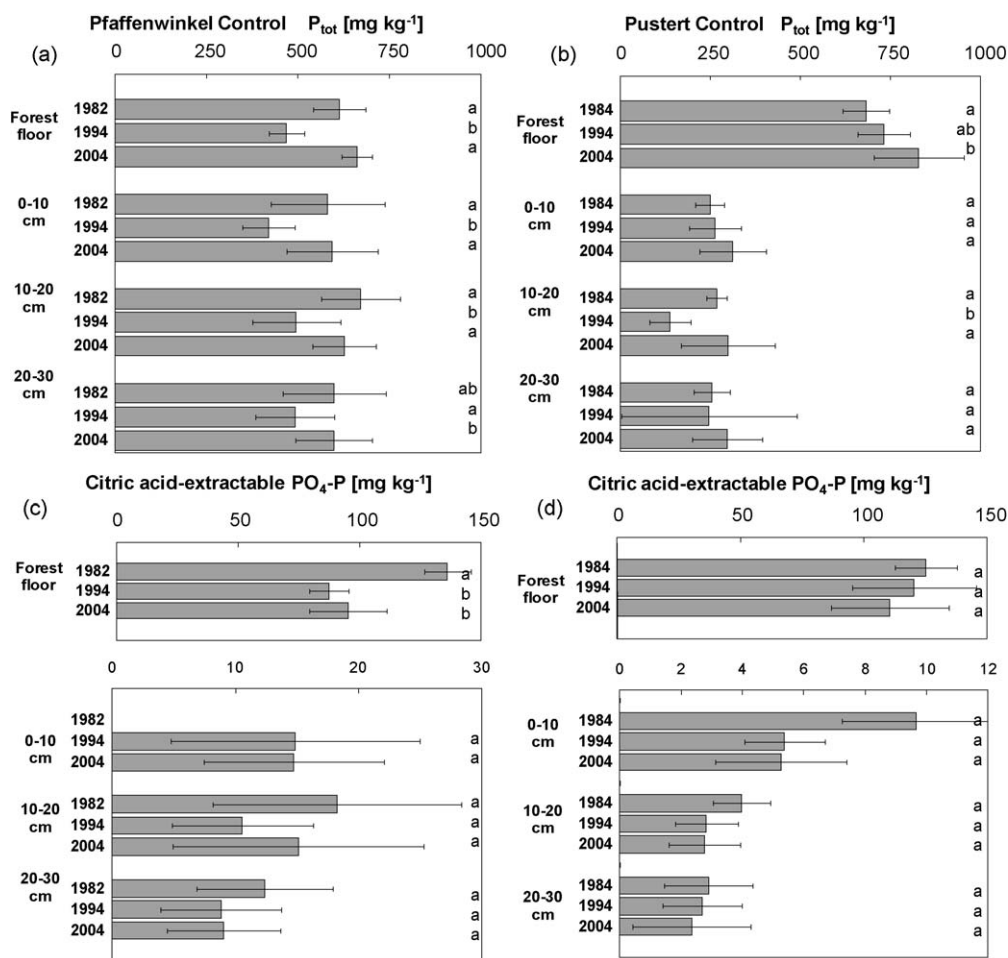 Pfaffenwinkel Control P_tot [mg kg⁻¹]
(a)
0 250 500 750 1000
Forest floor
1982 a
1994 b
2004 a
0-10 cm
1982 a
1994 b
2004 a
10-20 cm
1982 a
1994 b
2004 a
20-30 cm
1982 ab
1994 a
2004 b
Pustert Control P_tot [mg kg⁻¹]
(b)
0 250 500 750 1000
Forest floor
1984 a
1994 ab
2004 b
0-10 cm
1984 a
1994 a
2004 a
10-20 cm
1984 a
1994 b
2004 a
20-30 cm
1984 a
1994 a
2004 a
Citric acid-extractable PO₄-P [mg kg⁻¹]
(c)
0 50 100 150
Forest floor
1982 a
1994 b
2004 b
0 10 20 30
0-10 cm
1982
1994 a
2004 a
10-20 cm
1982 a
1994 a
2004 a
20-30 cm
1982 a
1994 a
2004 a
Citric acid-extractable PO₄-P [mg kg⁻¹]
(d)
0 50 100 150
Forest floor
1984 a
1994 a
2004 a
0 2 4 6 8 10 12
0-10 cm
1984 a
1994 a
2004 a
10-20 cm
1984 a
1994 a
2004 a
20-30 cm
1984 a
1994 a
2004 a